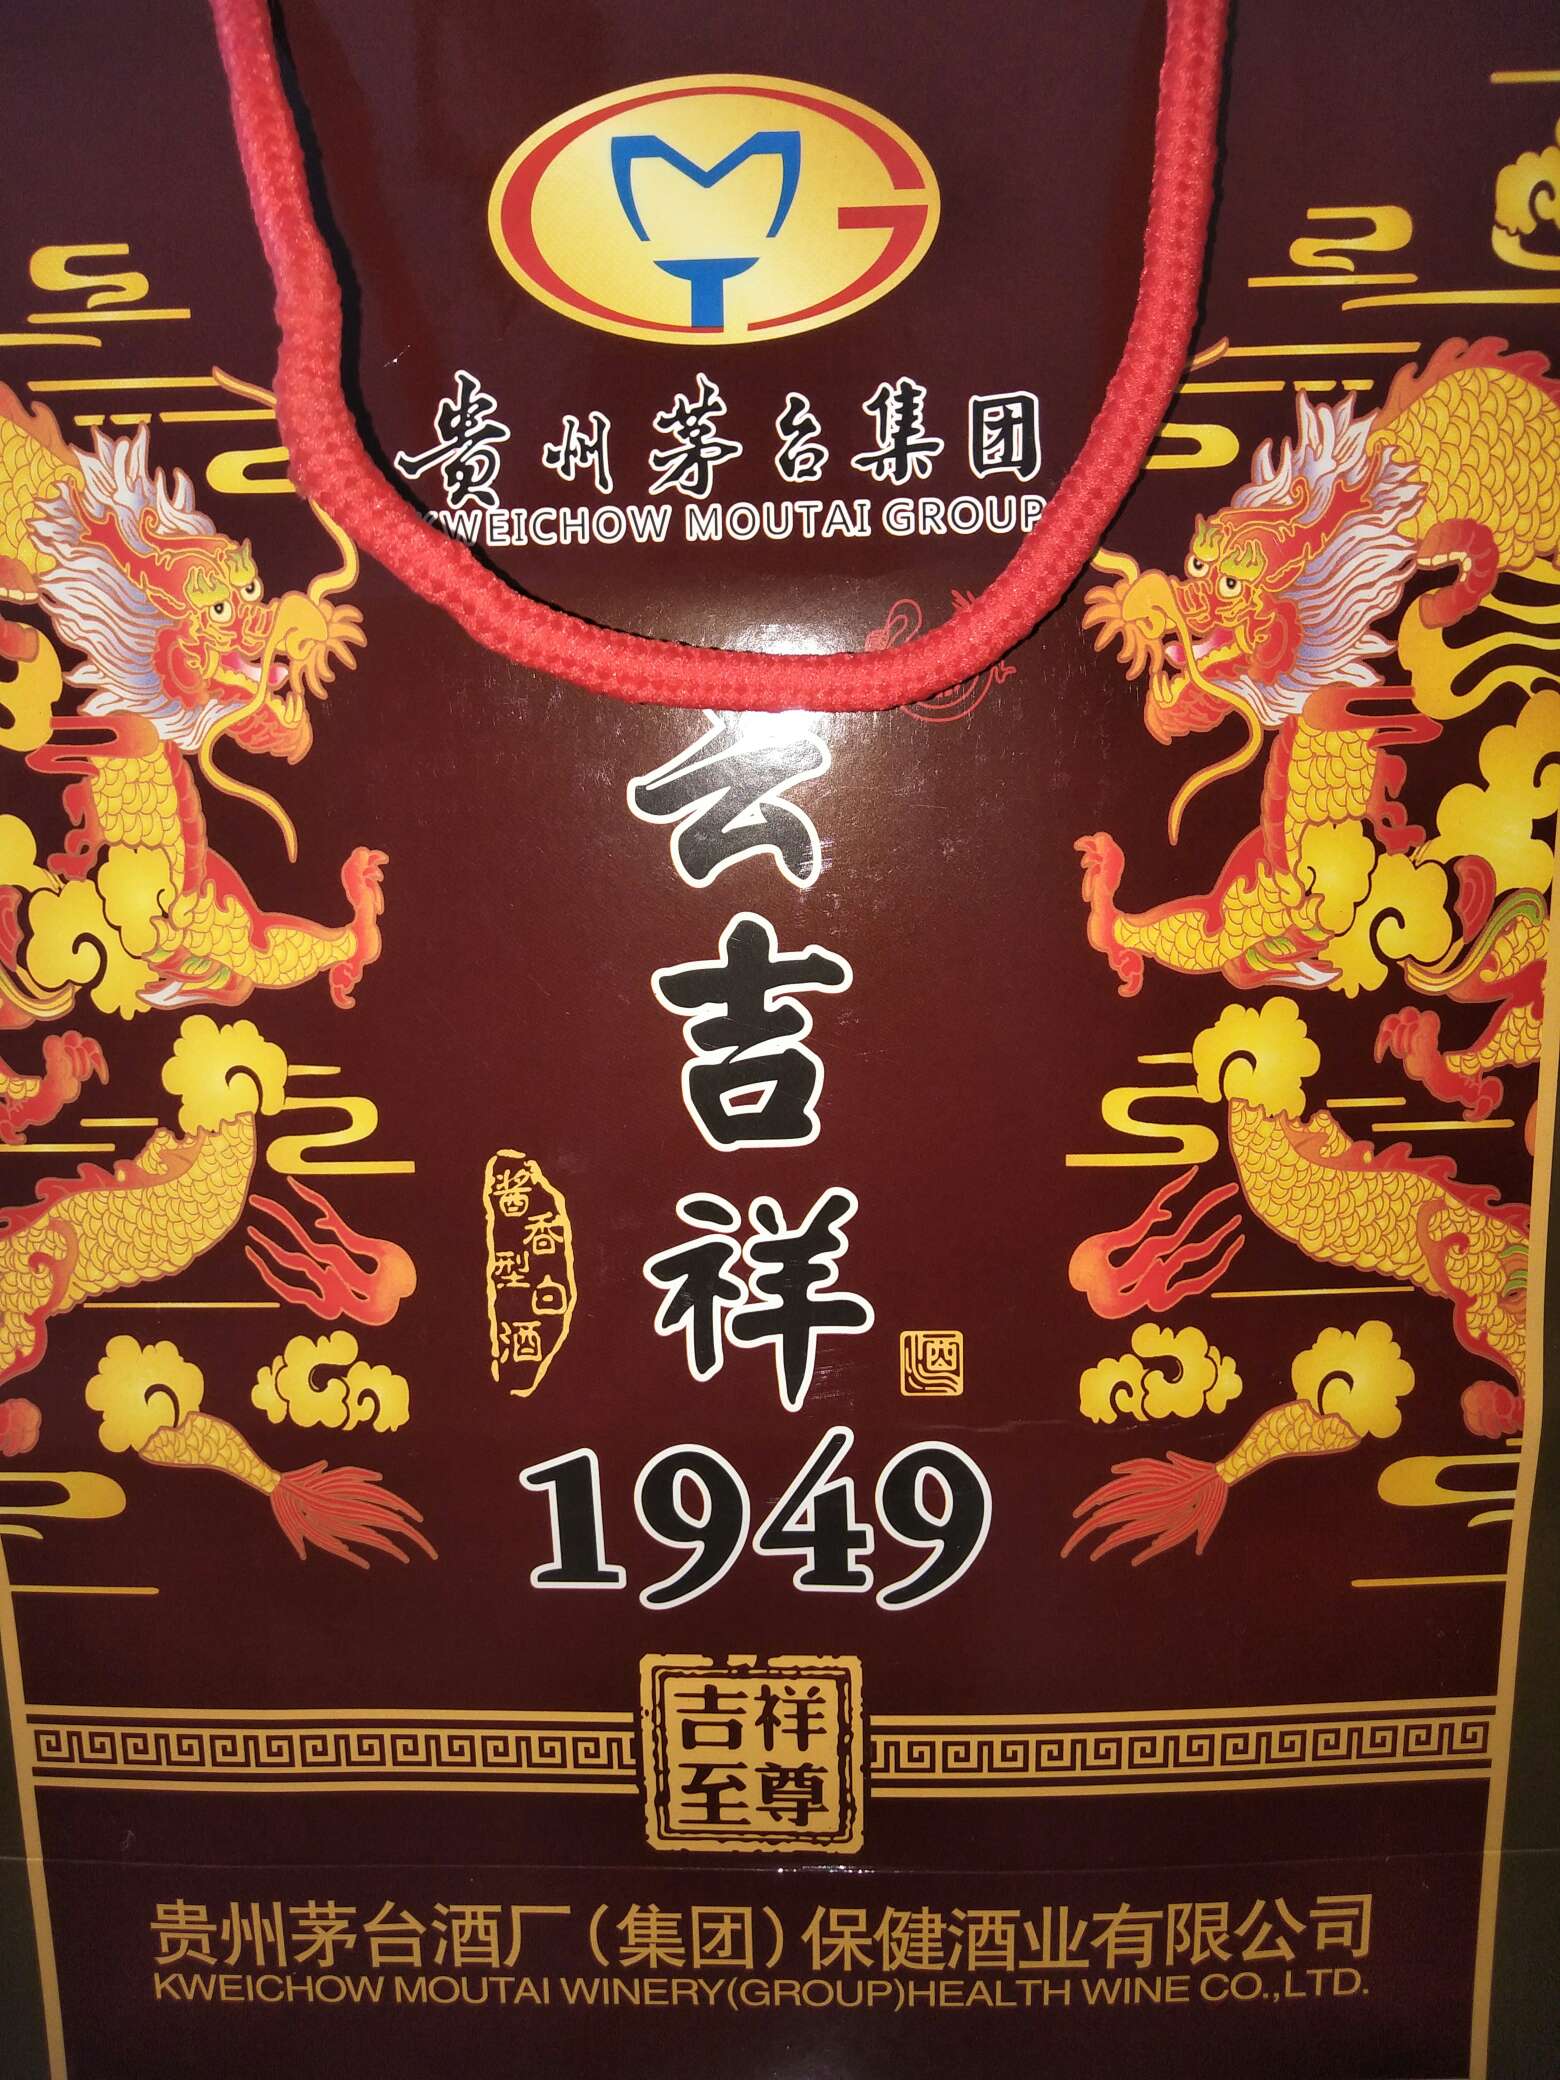 贵州茅台集团
KWEICHOW MOUTAI GROUP
云吉祥
酱香型白酒
酒
1949
吉祥
至尊
贵州茅台酒厂（集团）保健酒业有限公司
KWEICHOW MOUTAI WINERY(GROUP)HEALTH WINE CO.,LTD.